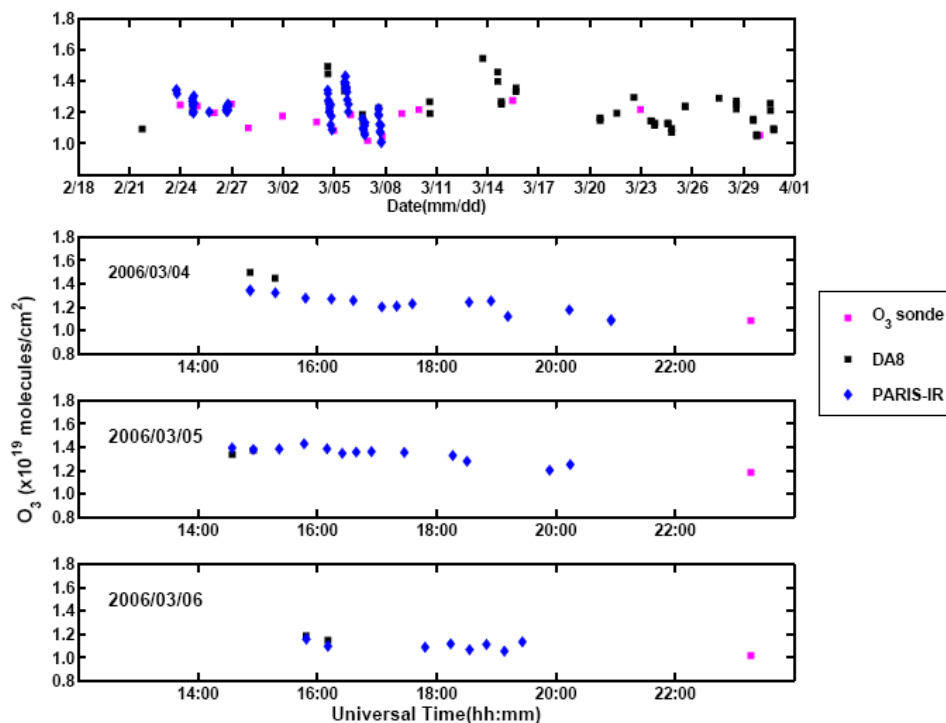 1.8
1.6
1.4
1.2
1.0
2/18 2/21 2/24 2/27 3/02 3/05 3/08 3/11 3/14 3/17 3/20 3/23 3/26 3/29 4/01
Date(mm/dd)
O3 (x10^19 molecules/cm^2)
1.8
1.6
1.4
1.2
1.0
0.8
2006/03/04
14:00 16:00 18:00 20:00 22:00
1.8
1.6
1.4
1.2
1.0
0.8
2006/03/05
14:00 16:00 18:00 20:00 22:00
1.8
1.6
1.4
1.2
1.0
0.8
2006/03/06
14:00 16:00 18:00 20:00 22:00
Universal Time(hh:mm)
O3 sonde
DA8
PARIS-IR